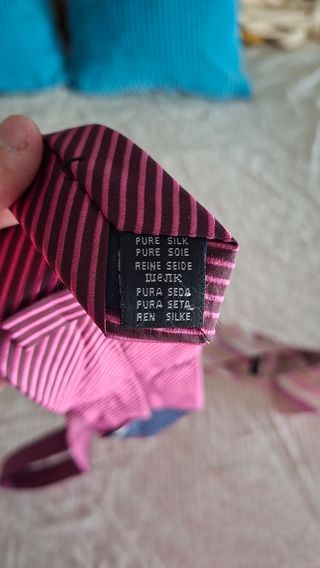 PURE SILK
PURE SOIE
REINE SEIDE
шелк
PURA SEDA
PURA SETA
REN SILKE